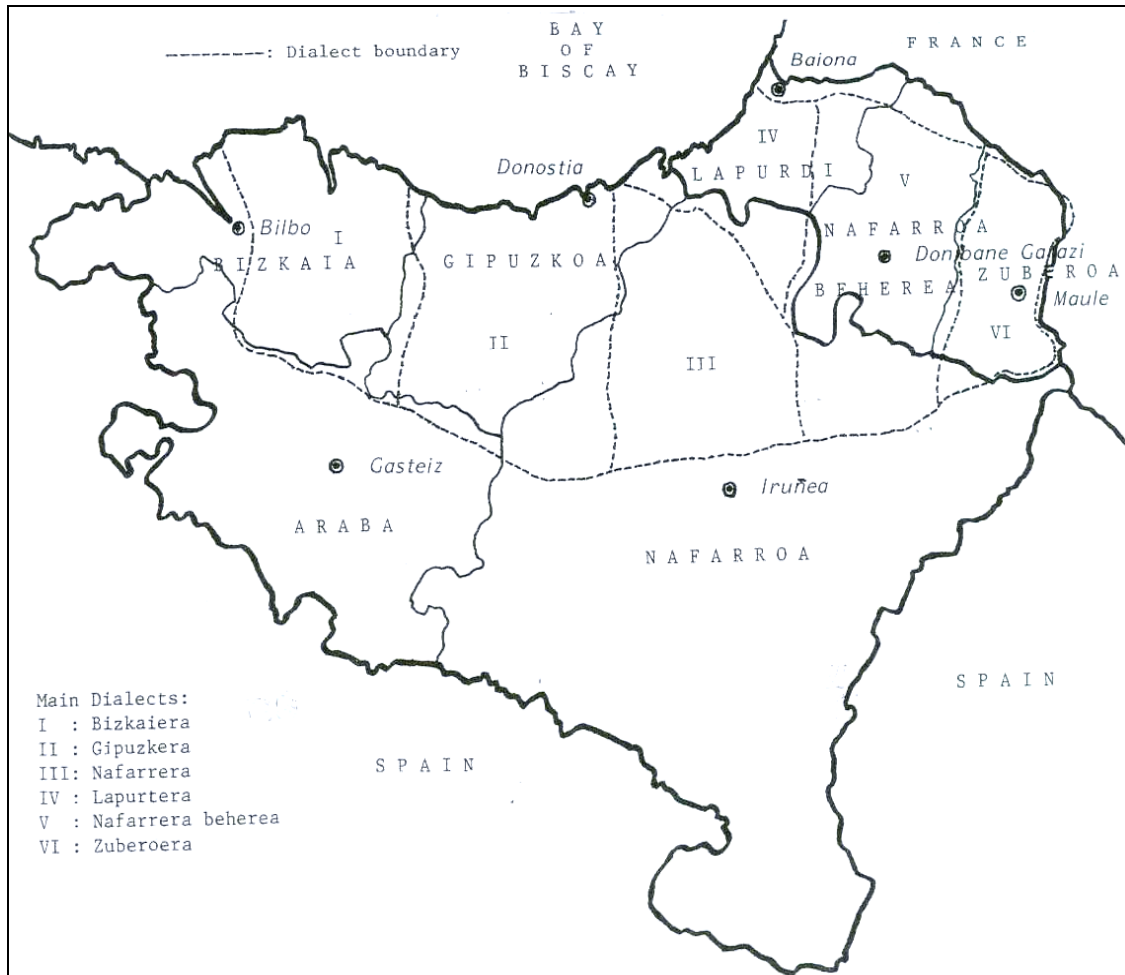 B A Y
O F
B I S C A Y
- - - - - - - - - -: Dialect boundary
F R A N C E
Baiona
IV
L A P U R D I
Donostia
V
Bilbo
I
B I Z K A I A
G I P U Z K O A
N A F A R R O A
Donibane Garazi
B E H E R E A
Z U B E R O A
Maule
VI
II
III
Gasteiz
A R A B A
Iruñea
N A F A R R O A
S P A I N
S P A I N
Main Dialects:
I : Bizkaiera
II : Gipuzkera
III: Nafarrera
IV : Lapurtera
V : Nafarrera beherea
VI : Zuberoera